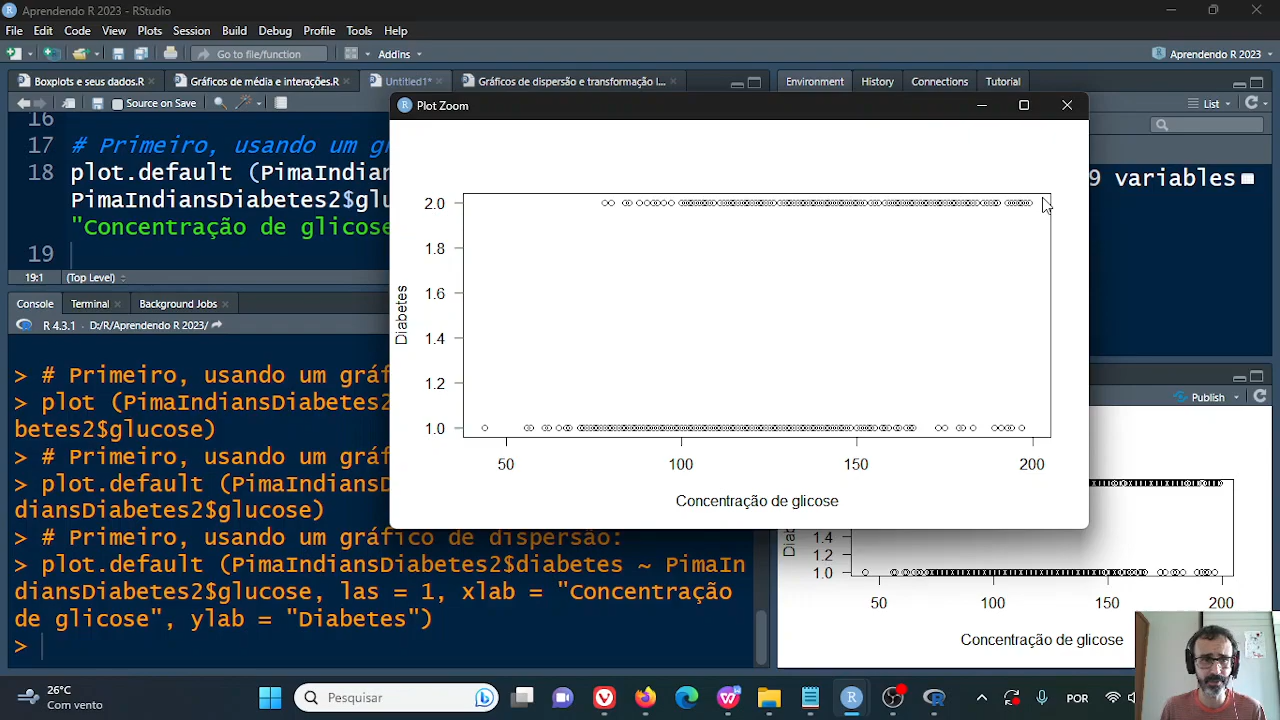 Aprendendo R 2023 - RStudio
File Edit Code View Plots Session Build Debug Profile Tools Help
Go to file/function Addins Aprendendo R 2023
Boxplots e seus dados.R Gráficos de média e interações.R Untitled1* Gráficos de dispersão e transformação l... Environment History Connections Tutorial
Source on Save List
Plot Zoom
16
17 # Primeiro, usando um gr
18 plot.default (PimaIndian
PimaIndiansDiabetes2$glu
"Concentração de glicose
19
9 variables
19:1 (Top Level)
Console Terminal Background Jobs
R 4.3.1 · D:/R/Aprendendo R 2023/
> # Primeiro, usando um gráf
> plot (PimaIndiansDiabetes2
betes2$glucose)
> # Primeiro, usando um gráf
> plot.default (PimaIndiansD
diansDiabetes2$glucose)
> # Primeiro, usando um gráfico de dispersão:
> plot.default (PimaIndiansDiabetes2$diabetes ~ PimaIn
diansDiabetes2$glucose, las = 1, xlab = "Concentração
de glicose", ylab = "Diabetes")
>
2.0
1.8
1.6
1.4
1.2
1.0
Diabetes
50 100 150 200
Concentração de glicose
Publish
1.4
1.2
1.0
50 100 150 200
Concentração de glicose
26°C
Com vento
Pesquisar
POR